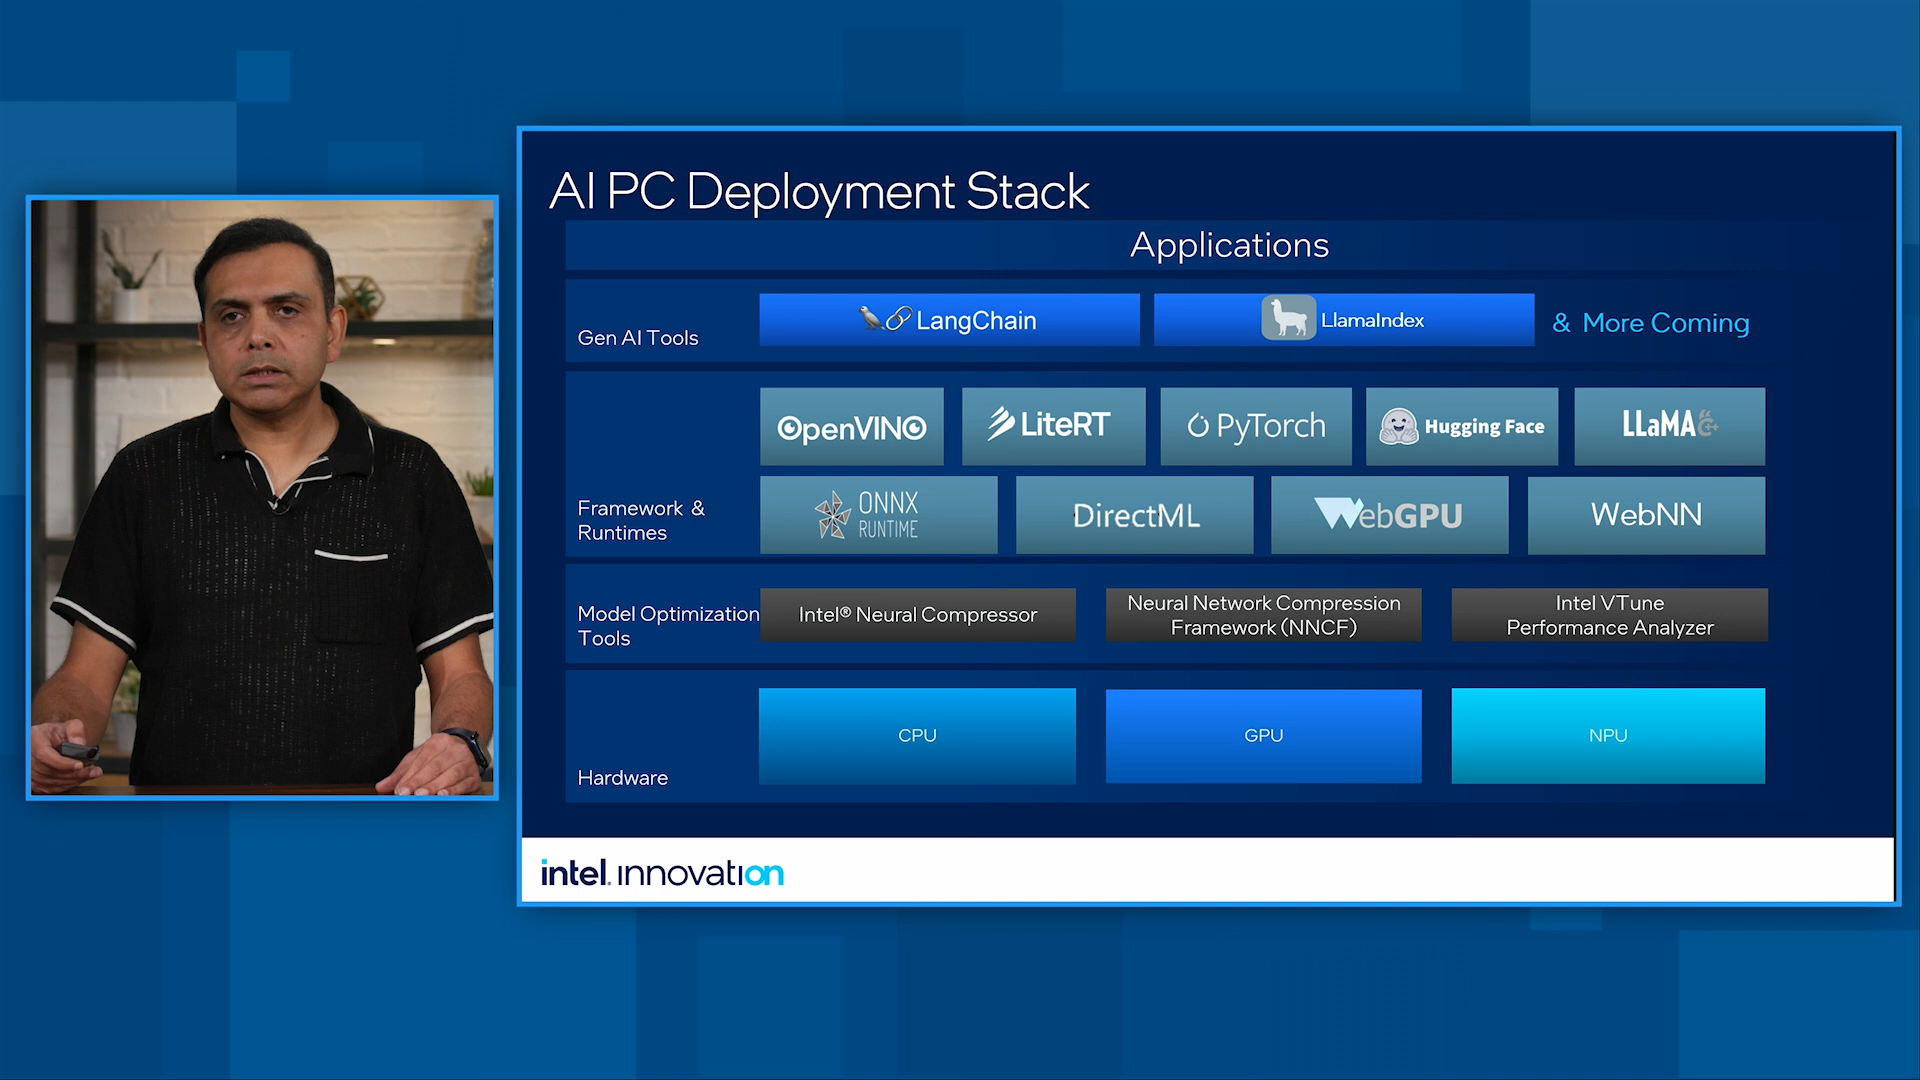 AI PC Deployment Stack
Applications
Gen AI Tools
LangChain
LlamaIndex
& More Coming
OpenVINO
LiteRT
PyTorch
Hugging Face
LLaMA C++
Framework &
Runtimes
ONNX
RUNTIME
DirectML
WebGPU
WebNN
Model Optimization
Tools
Intel® Neural Compressor
Neural Network Compression
Framework (NNCF)
Intel VTune
Performance Analyzer
Hardware
CPU
GPU
NPU
intel. innovation